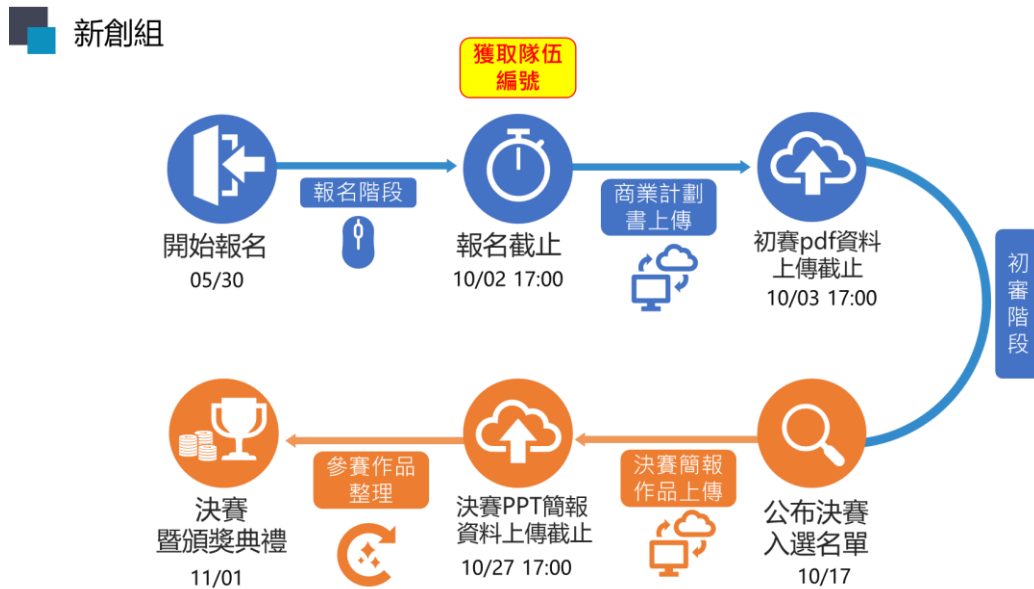 新創組
獲取隊伍
編號
報名階段
開始報名
05/30
報名截止
10/02 17:00
商業計劃
書上傳
初賽pdf資料
上傳截止
10/03 17:00
初審階段
公布決賽
入選名單
10/17
決賽簡報
作品上傳
決賽PPT簡報
資料上傳截止
10/27 17:00
參賽作品
整理
決賽
暨頒獎典禮
11/01